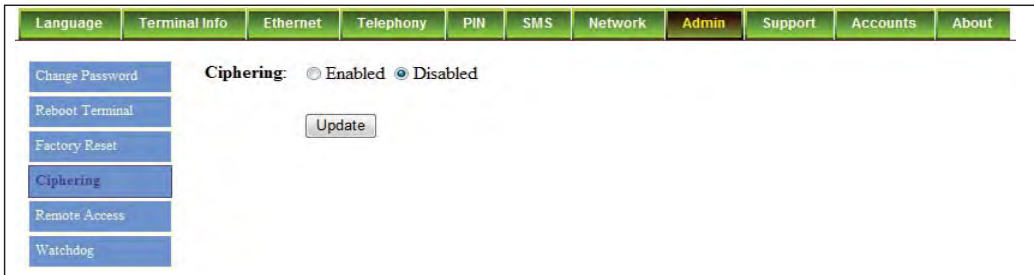 Language Terminal Info Ethernet Telephony PIN SMS Network Admin Support Accounts About
Change Password
Reboot Terminal
Factory Reset
Ciphering
Remote Access
Watchdog
Ciphering: Enabled Disabled
Update